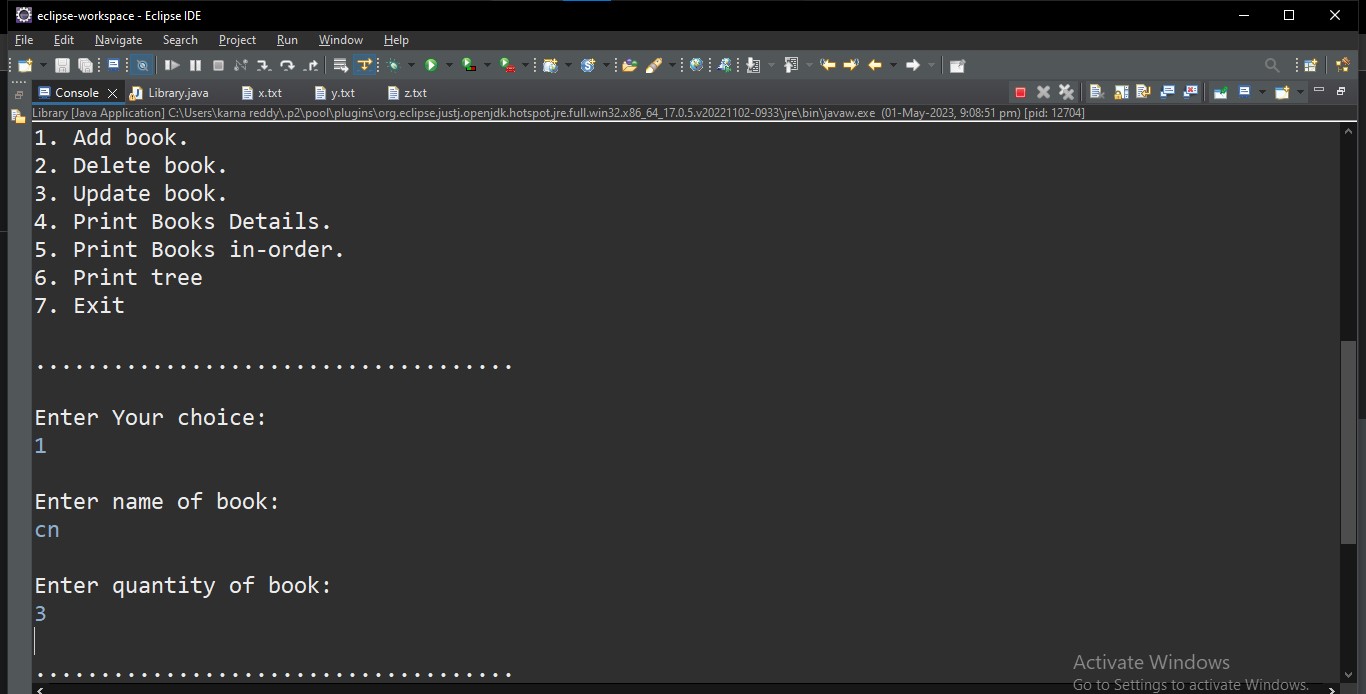 eclipse-workspace - Eclipse IDE
File Edit Navigate Search Project Run Window Help
Console Library.java x.txt y.txt z.txt
Library [Java Application] C:\Users\karna reddy\.p2\pool\plugins\org.eclipse.justj.openjdk.hotspot.jre.full.win32.x86_64_17.0.5.v20221102-0933\jre\bin\javaw.exe (01-May-2023, 9:08:51 pm) [pid: 12704]
1. Add book.
2. Delete book.
3. Update book.
4. Print Books Details.
5. Print Books in-order.
6. Print tree
7. Exit
.....................................
Enter Your choice:
1
Enter name of book:
cn
Enter quantity of book:
3
.....................................
Activate Windows
Go to Settings to activate Windows.